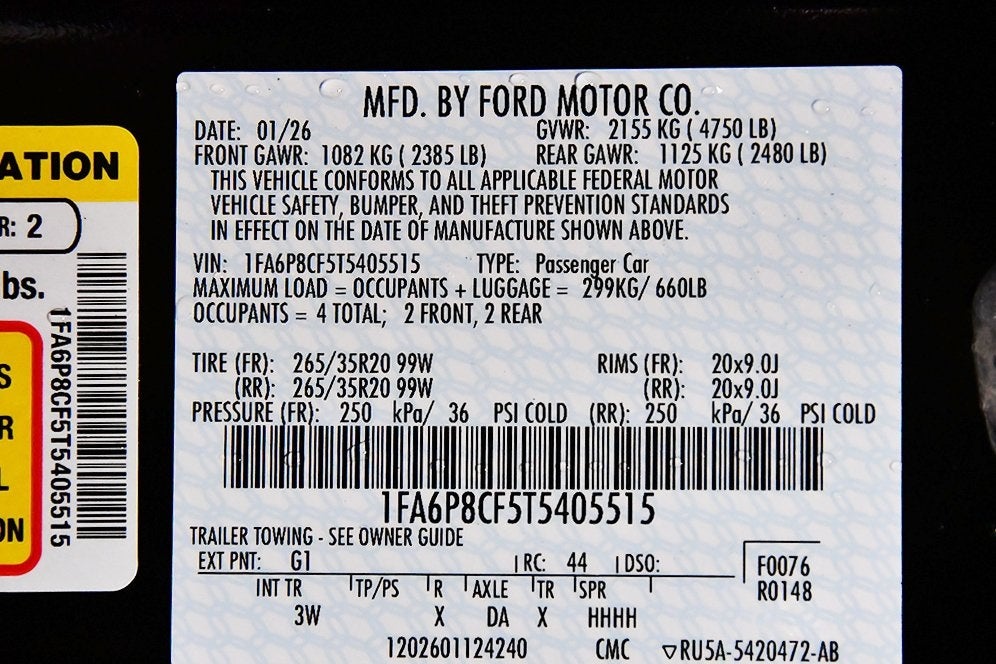 ATION
R: 2
bs.
1FA6P8CF5T5405515
S
R
L
ON
MFD. BY FORD MOTOR CO.
DATE: 01/26 GVWR: 2155 KG ( 4750 LB)
FRONT GAWR: 1082 KG ( 2385 LB) REAR GAWR: 1125 KG ( 2480 LB)
THIS VEHICLE CONFORMS TO ALL APPLICABLE FEDERAL MOTOR
VEHICLE SAFETY, BUMPER, AND THEFT PREVENTION STANDARDS
IN EFFECT ON THE DATE OF MANUFACTURE SHOWN ABOVE.
VIN: 1FA6P8CF5T5405515 TYPE: Passenger Car
MAXIMUM LOAD = OCCUPANTS + LUGGAGE = 299KG/ 660LB
OCCUPANTS = 4 TOTAL; 2 FRONT, 2 REAR
TIRE (FR): 265/35R20 99W RIMS (FR): 20x9.0J
(RR): 265/35R20 99W (RR): 20x9.0J
PRESSURE (FR): 250 kPa/ 36 PSI COLD (RR): 250 kPa/ 36 PSI COLD
1FA6P8CF5T5405515
TRAILER TOWING - SEE OWNER GUIDE
EXT PNT: G1 RC: 44 DSO: F0076
INT TR TP/PS R AXLE TR SPR R0148
3W X DA X HHHH
1202601124240 CMC ▽RU5A-5420472-AB